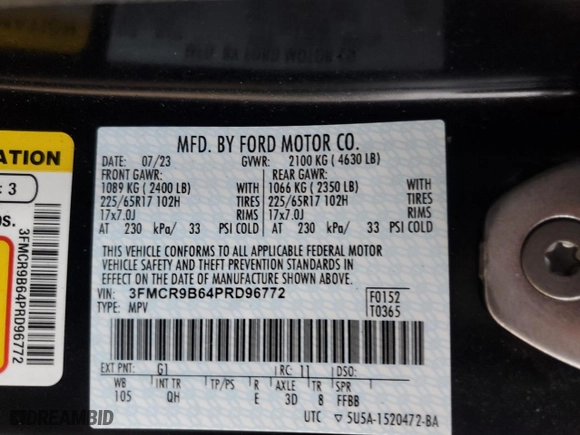 MFD. BY FORD MOTOR CO.
DATE: 07/23 GVWR: 2100 KG ( 4630 LB)
FRONT GAWR: REAR GAWR:
1089 KG ( 2400 LB) WITH 1066 KG ( 2350 LB) WITH
225/65R17 102H TIRES 225/65R17 102H TIRES
17x7.0J RIMS 17x7.0J RIMS
AT 230 kPa/ 33 PSI COLD AT 230 kPa/ 33 PSI COLD
THIS VEHICLE CONFORMS TO ALL APPLICABLE FEDERAL MOTOR
VEHICLE SAFETY AND THEFT PREVENTION STANDARDS IN
EFFECT ON THE DATE OF MANUFACTURE SHOWN ABOVE.
VIN: 3FMCR9B64PRD96772
TYPE: MPV
F0152
T0365
EXT PNT: G1 RC: 11 DSO:
WB INT TR TP/PS R AXLE TR SPR
105 QH E 3D 8 FFBB
UTC 5U5A-1520472-BA
ATION
: 3
os.
3FMCR9B64PRD96772
DREAMBID